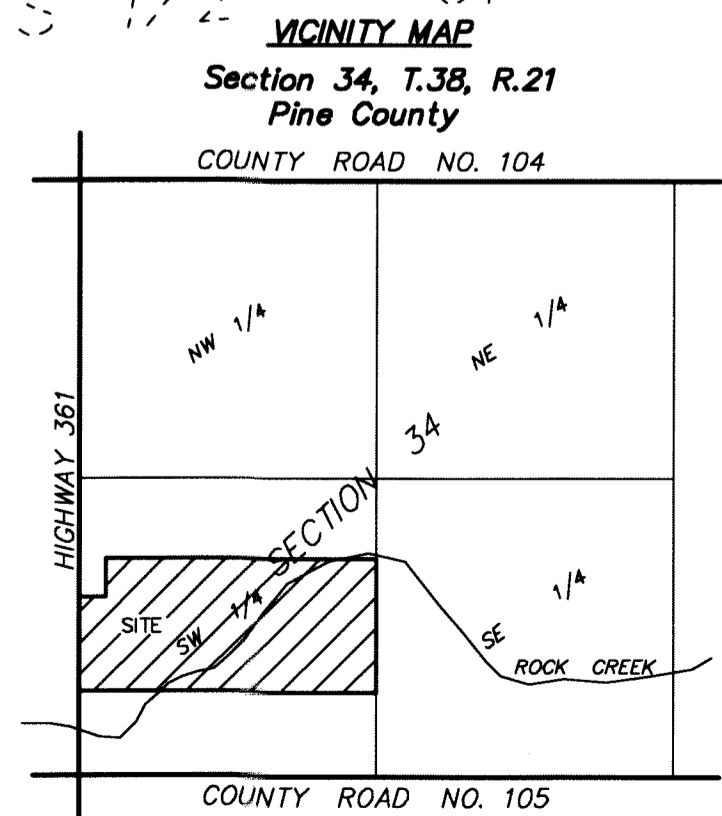 VICINITY MAP
Section 34, T.38, R.21
Pine County
COUNTY ROAD NO. 104
NW 1/4
NE 1/4
HIGHWAY 361
SECTION 34
SITE
SW 1/4
SE 1/4
ROCK CREEK
COUNTY ROAD NO. 105